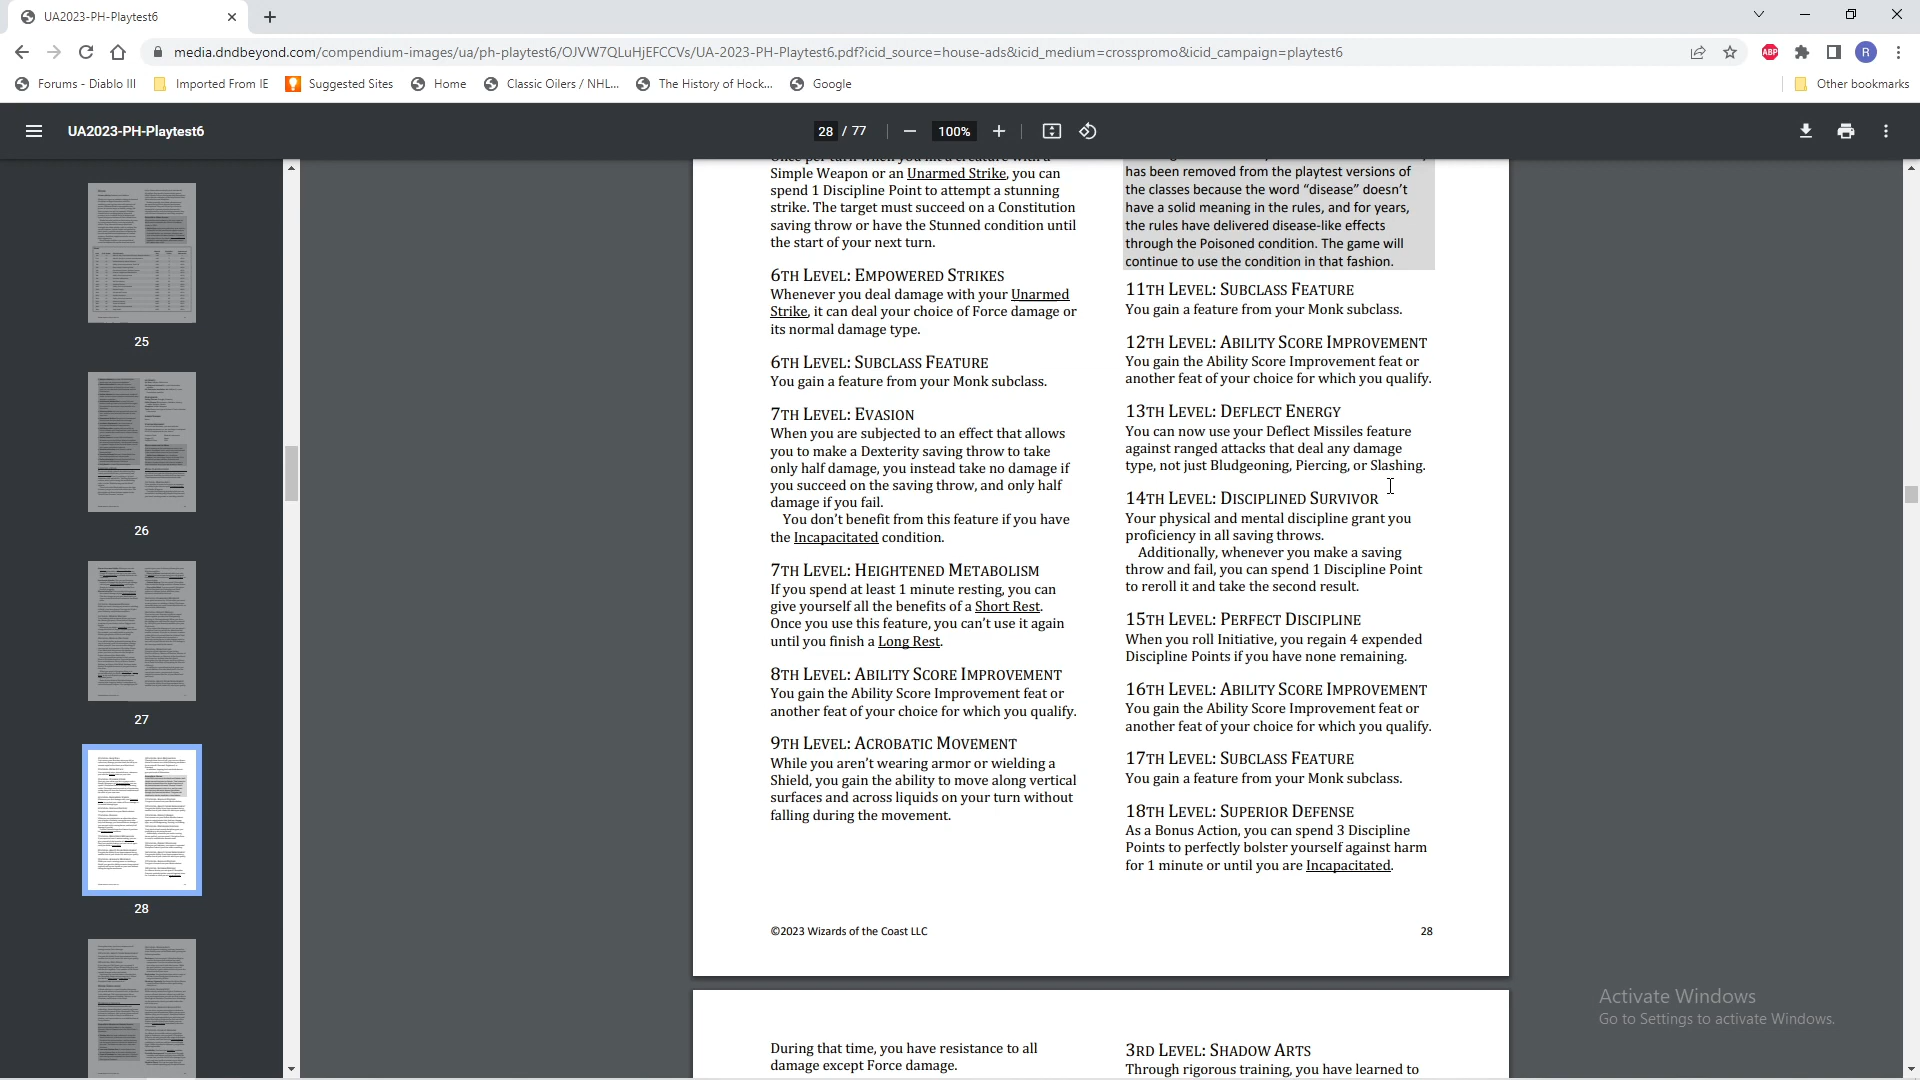 UA2023-PH-Playtest6
media.dndbeyond.com/compendium-images/ua/ph-playtest6/OJVW7QLuHjEFCCVs/UA-2023-PH-Playtest6.pdf?icid_source=house-ads&icid_medium=crosspromo&icid_campaign=playtest6
ABP
R
Forums - Diablo III
Imported From IE
Suggested Sites
Home
Classic Oilers / NHL...
The History of Hock...
Google
Other bookmarks
UA2023-PH-Playtest6
28 / 77
100%
25
26
27
28
Simple Weapon or an Unarmed Strike, you can
spend 1 Discipline Point to attempt a stunning
strike. The target must succeed on a Constitution
saving throw or have the Stunned condition until
the start of your next turn.
6TH LEVEL: EMPOWERED STRIKES
Whenever you deal damage with your Unarmed
Strike, it can deal your choice of Force damage or
its normal damage type.
6TH LEVEL: SUBCLASS FEATURE
You gain a feature from your Monk subclass.
7TH LEVEL: EVASION
When you are subjected to an effect that allows
you to make a Dexterity saving throw to take
only half damage, you instead take no damage if
you succeed on the saving throw, and only half
damage if you fail.
You don't benefit from this feature if you have
the Incapacitated condition.
7TH LEVEL: HEIGHTENED METABOLISM
If you spend at least 1 minute resting, you can
give yourself all the benefits of a Short Rest.
Once you use this feature, you can't use it again
until you finish a Long Rest.
8TH LEVEL: ABILITY SCORE IMPROVEMENT
You gain the Ability Score Improvement feat or
another feat of your choice for which you qualify.
9TH LEVEL: ACROBATIC MOVEMENT
While you aren't wearing armor or wielding a
Shield, you gain the ability to move along vertical
surfaces and across liquids on your turn without
falling during the movement.
has been removed from the playtest versions of
the classes because the word "disease" doesn't
have a solid meaning in the rules, and for years,
the rules have delivered disease-like effects
through the Poisoned condition. The game will
continue to use the condition in that fashion.
11TH LEVEL: SUBCLASS FEATURE
You gain a feature from your Monk subclass.
12TH LEVEL: ABILITY SCORE IMPROVEMENT
You gain the Ability Score Improvement feat or
another feat of your choice for which you qualify.
13TH LEVEL: DEFLECT ENERGY
You can now use your Deflect Missiles feature
against ranged attacks that deal any damage
type, not just Bludgeoning, Piercing, or Slashing.
14TH LEVEL: DISCIPLINED SURVIVOR
Your physical and mental discipline grant you
proficiency in all saving throws.
Additionally, whenever you make a saving
throw and fail, you can spend 1 Discipline Point
to reroll it and take the second result.
15TH LEVEL: PERFECT DISCIPLINE
When you roll Initiative, you regain 4 expended
Discipline Points if you have none remaining.
16TH LEVEL: ABILITY SCORE IMPROVEMENT
You gain the Ability Score Improvement feat or
another feat of your choice for which you qualify.
17TH LEVEL: SUBCLASS FEATURE
You gain a feature from your Monk subclass.
18TH LEVEL: SUPERIOR DEFENSE
As a Bonus Action, you can spend 3 Discipline
Points to perfectly bolster yourself against harm
for 1 minute or until you are Incapacitated.
©2023 Wizards of the Coast LLC
28
During that time, you have resistance to all
damage except Force damage.
3RD LEVEL: SHADOW ARTS
Through rigorous training, you have learned to
Activate Windows
Go to Settings to activate Windows.